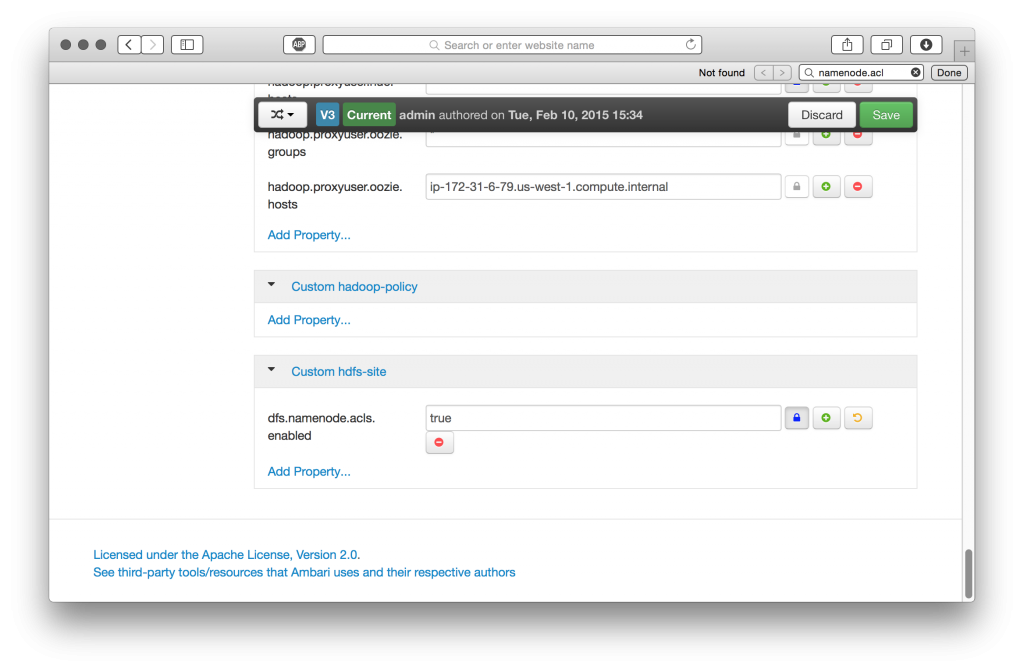 ABP
Search or enter website name
Not found
namenode.acl
Done
V3 Current admin authored on Tue, Feb 10, 2015 15:34
Discard
Save
hadoop.proxyuser.oozie.
groups
hadoop.proxyuser.oozie.
hosts
ip-172-31-6-79.us-west-1.compute.internal
Add Property...
Custom hadoop-policy
Add Property...
Custom hdfs-site
dfs.namenode.acls.
enabled
true
Add Property...
Licensed under the Apache License, Version 2.0.
See third-party tools/resources that Ambari uses and their respective authors